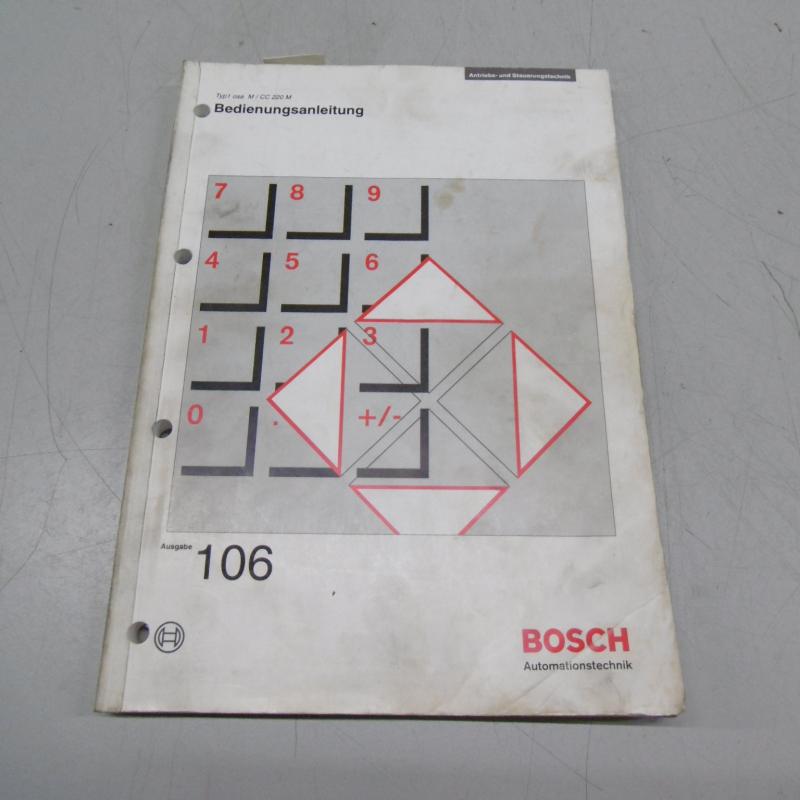 Antriebs- und Steuerungstechnik
Typ1 osa M / CC 220 M
Bedienungsanleitung
7 8 9
4 5 6
1 2 3
0 . +/-
Ausgabe 106
BOSCH
Automationstechnik